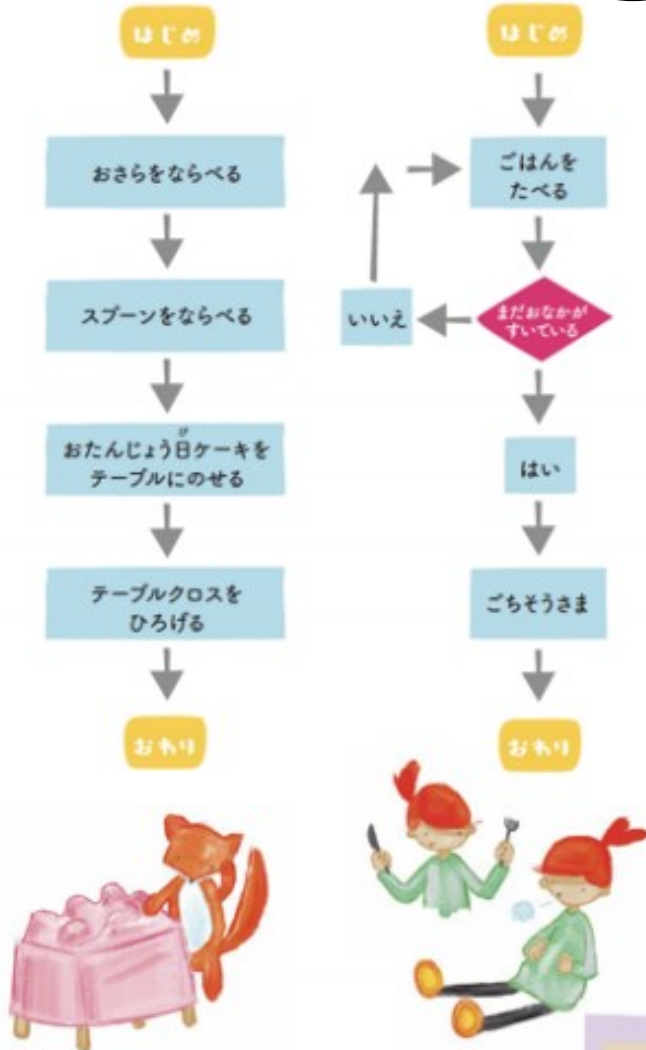 はじめ
おさらをならべる
スプーンをならべる
び
おたんじょう日ケーキを
テーブルにのせる
テーブルクロスを
ひろげる
おわり
はじめ
ごはんを
たべる
まだおなかが
すいている
いいえ
はい
ごちそうさま
おわり